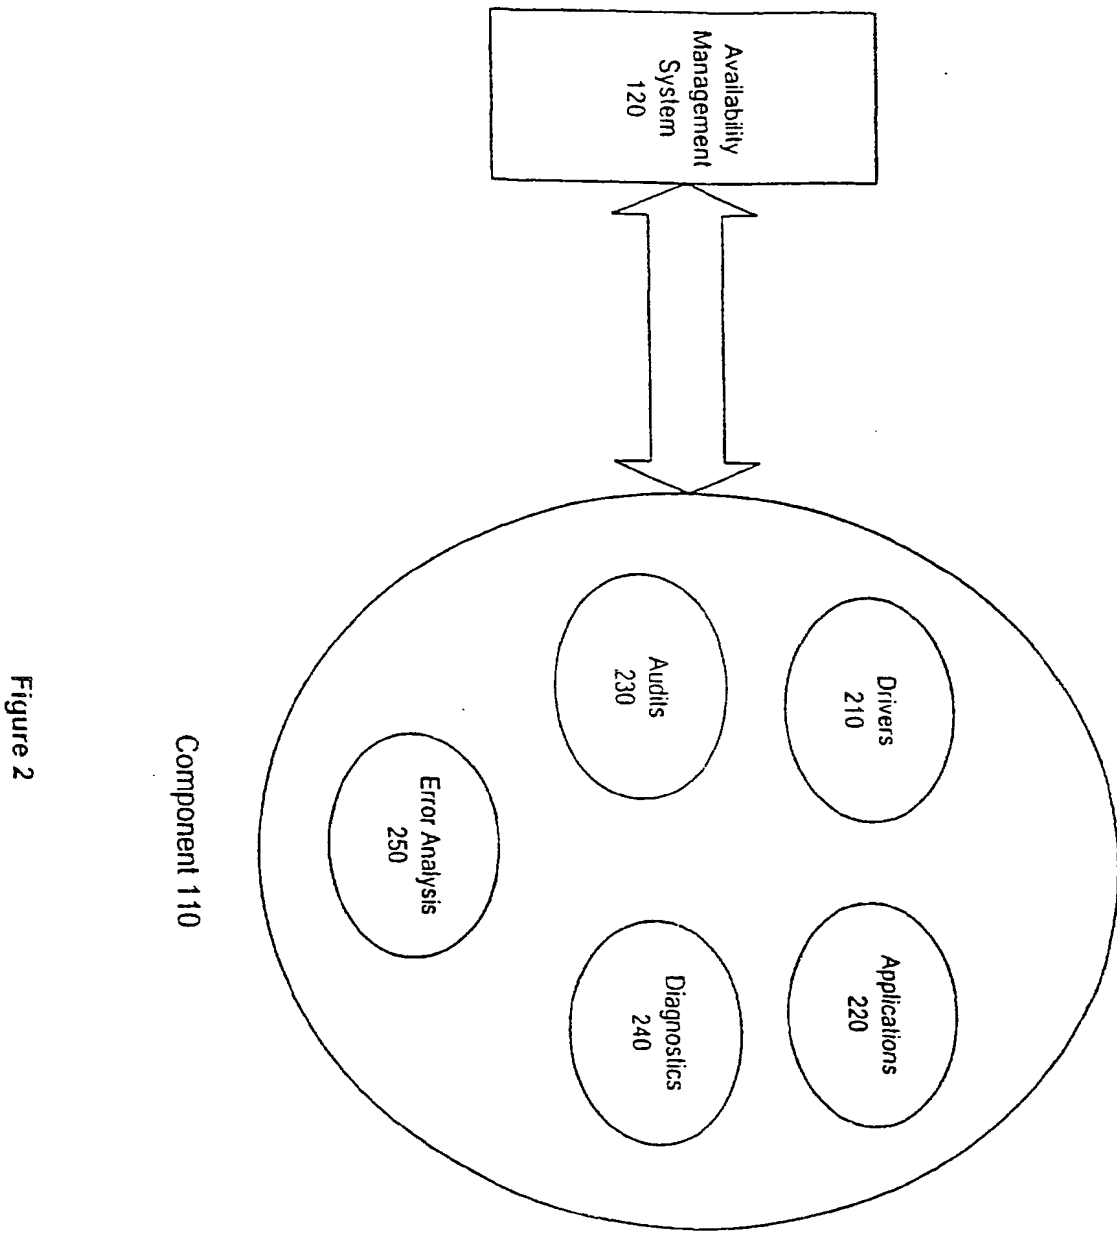 Availability
Management
System
120
Drivers
210
Applications
220
Audits
230
Diagnostics
240
Error Analysis
250
Component 110
Figure 2